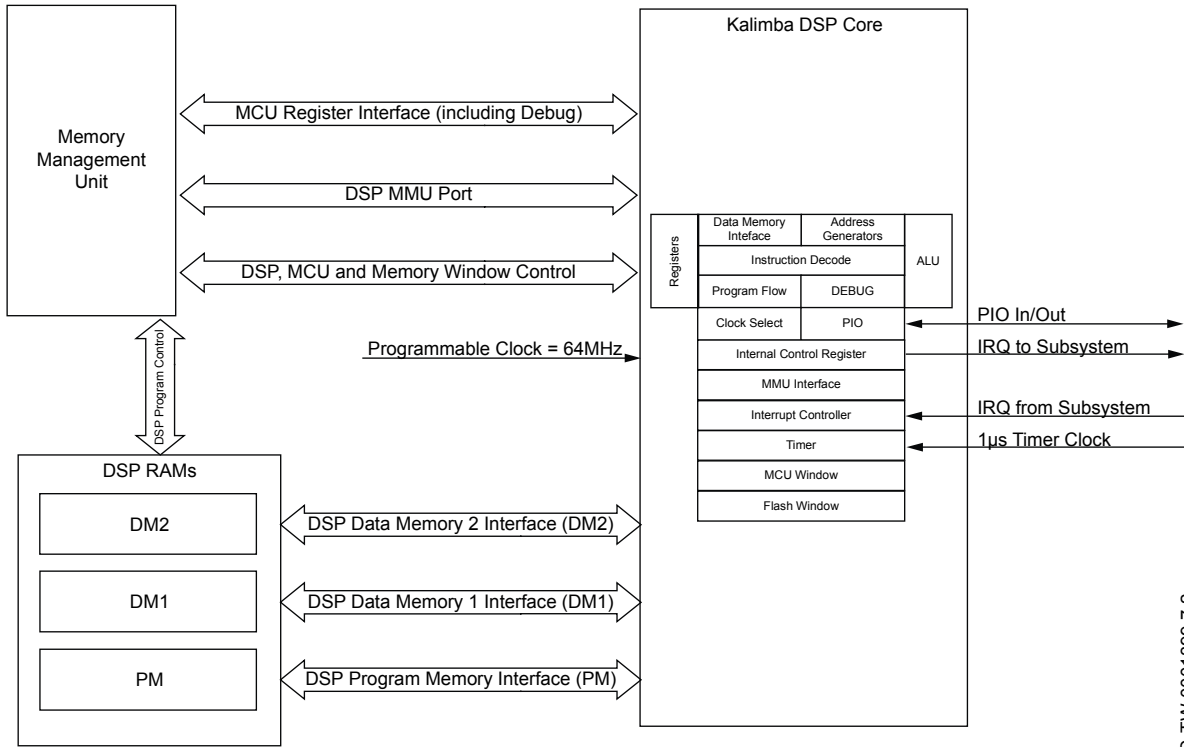 Kalimba DSP Core
Memory
Management
Unit
MCU Register Interface (including Debug)
DSP MMU Port
DSP, MCU and Memory Window Control
Registers
Data Memory
Inteface
Address
Generators
ALU
Instruction Decode
Program Flow
DEBUG
Clock Select
PIO
PIO In/Out
Programmable Clock = 64MHz
Internal Control Register
IRQ to Subsystem
MMU Interface
Interrupt Controller
IRQ from Subsystem
Timer
1µs Timer Clock
MCU Window
Flash Window
DSP Program Control
DSP RAMs
DM2
DSP Data Memory 2 Interface (DM2)
DM1
DSP Data Memory 1 Interface (DM1)
PM
DSP Program Memory Interface (PM)